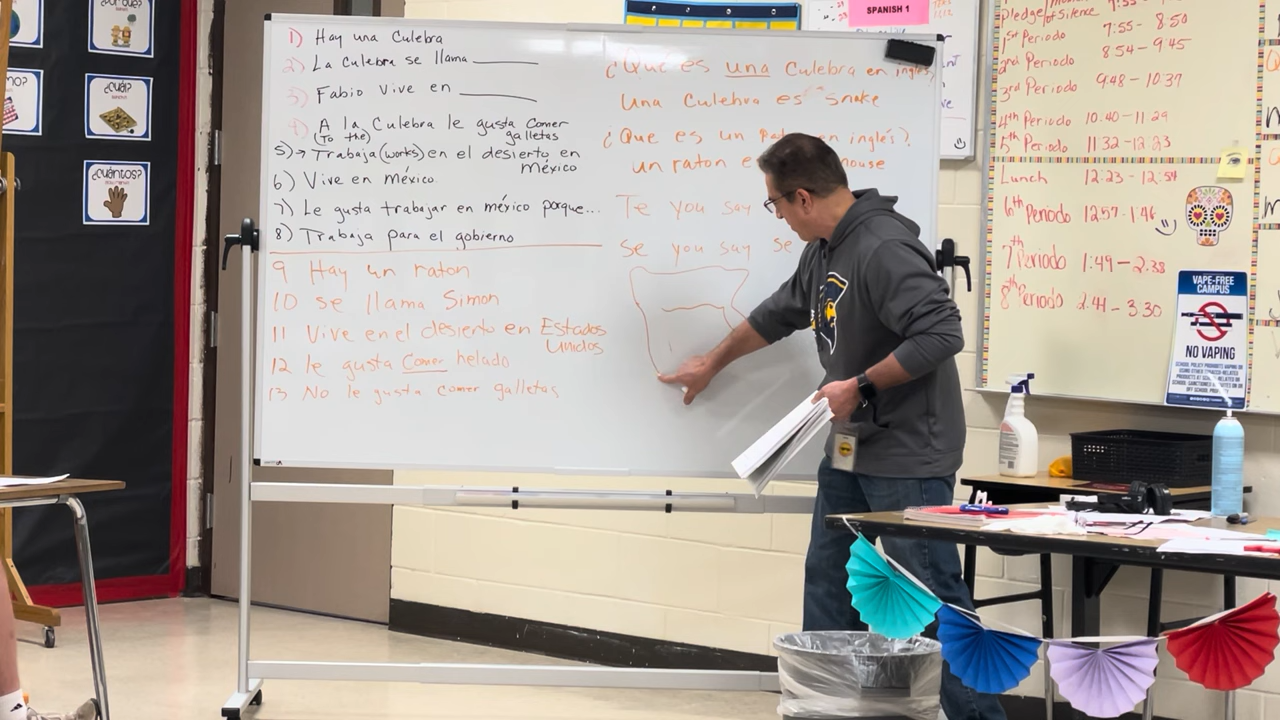 1) Hay una Culebra
2) La Culebra se llama
3) Fabio Vive en
4) A la Culebra le gusta Comer
(To the) galletas
5) → Trabaja (works) en el desierto en
méxico
6) Vive en méxico
7) Le gusta trabajar en méxico porque...
8) Trabaja para el gobierno
9 Hay un raton
10 se llama Simon
11 Vive en el desierto en Estados
Unidos
12 le gusta Comer helado
13 No le gusta comer galletas
¿Que es una Culebra en inglés,
Una Culebra es snake
¿Que es un en inglés?
un raton
Te you say
se you say se
SPANISH 1
Pledge/ of Silence
1st Periodo 7:55 - 8:50
2nd Periodo 8:54 - 9:45
3rd Periodo 9:48 - 10:37
4th Periodo 10:40 - 11:29
5th Periodo 11:32 - 12:23
Lunch 12:23 - 12:54
6th Periodo 12:57 - 1:46
7th Periodo 1:49 - 2:38
8th Periodo 2:41 - 3:30
VAPE-FREE
CAMPUS
NO VAPING
¿Cuál?
¿Cuántos?